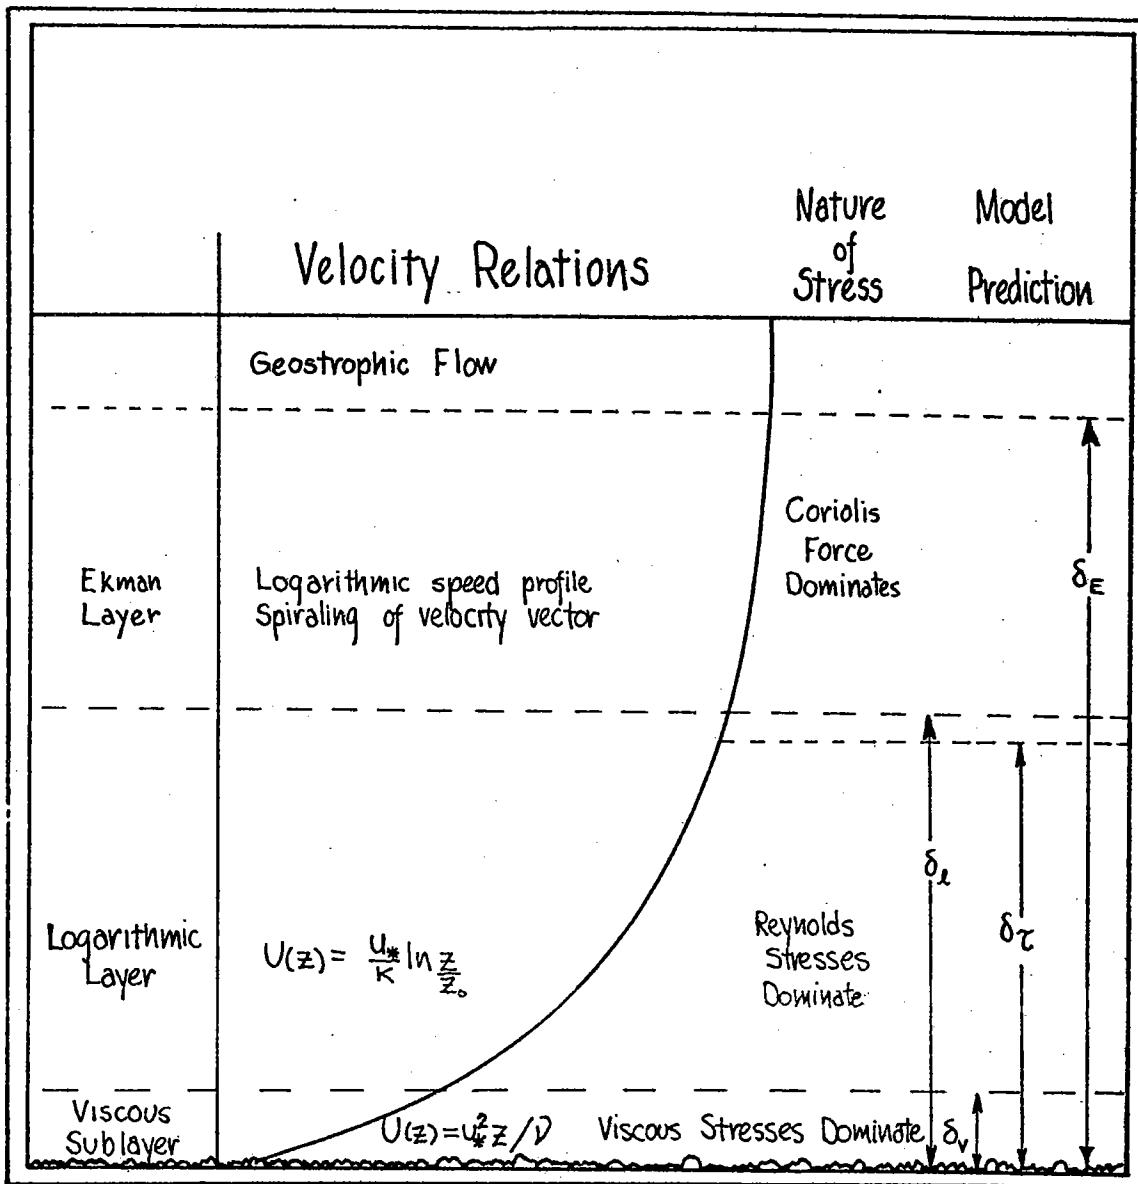 Velocity Relations
Nature
of
Stress
Model
Prediction
Geostrophic Flow
Ekman
Layer
Logarithmic speed profile
Spiraling of velocity vector
Coriolis
Force
Dominates
δE
Logarithmic
Layer
U(z) = u*/κ ln z/z₀
Reynolds
Stresses
Dominate
δℓ
δτ
Viscous
Sublayer
U(z)=u*²z/ν
Viscous Stresses Dominate
δv